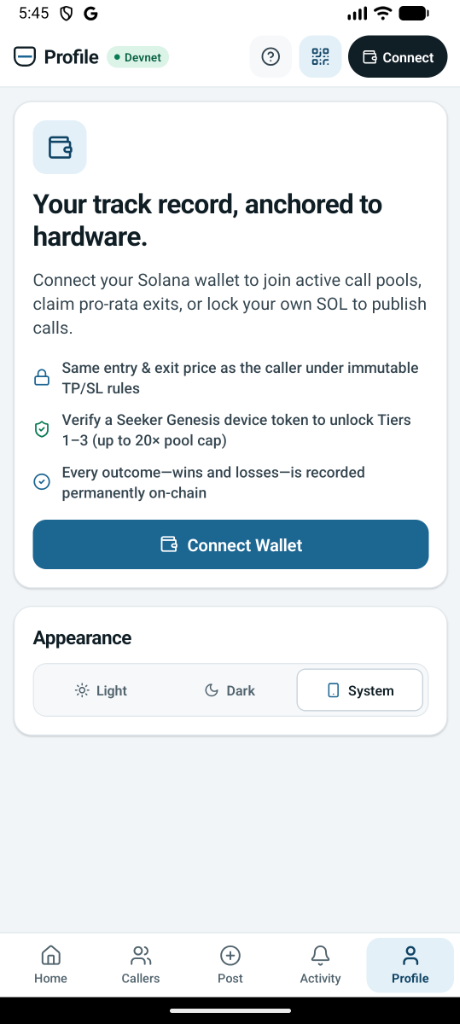 5:45
Profile
Devnet
Connect
Your track record, anchored to
hardware.
Connect your Solana wallet to join active call pools,
claim pro-rata exits, or lock your own SOL to publish
calls.
Same entry & exit price as the caller under immutable
TP/SL rules
Verify a Seeker Genesis device token to unlock Tiers
1–3 (up to 20× pool cap)
Every outcome—wins and losses—is recorded
permanently on-chain
Connect Wallet
Appearance
Light
Dark
System
Home
Callers
Post
Activity
Profile